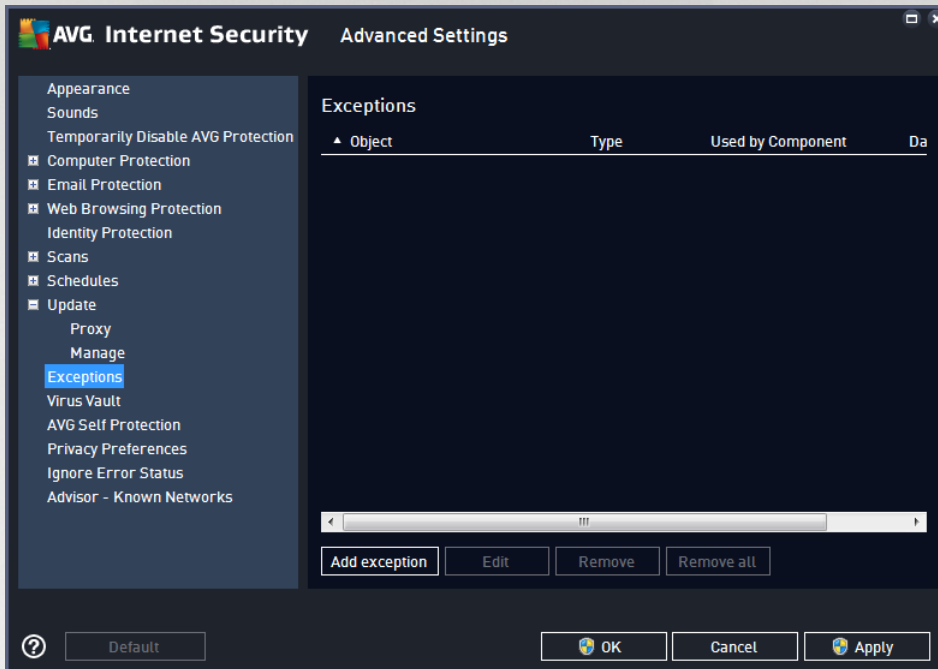 AVG Internet Security Advanced Settings
Appearance
Sounds
Temporarily Disable AVG Protection
Computer Protection
Email Protection
Web Browsing Protection
Identity Protection
Scans
Schedules
Update
Proxy
Manage
Exceptions
Virus Vault
AVG Self Protection
Privacy Preferences
Ignore Error Status
Advisor - Known Networks
Exceptions
Object Type Used by Component Da
Add exception Edit Remove Remove all
Default OK Cancel Apply